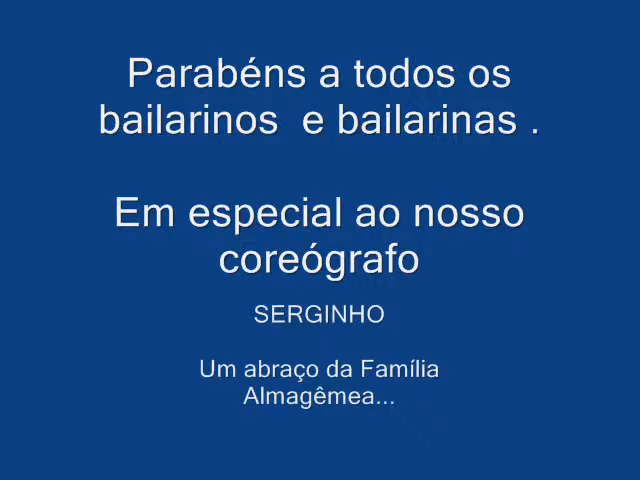 Parabéns a todos os
bailarinos e bailarinas .
Em especial ao nosso
coreógrafo
SERGINHO
Um abraço da Família
Almagêmea...